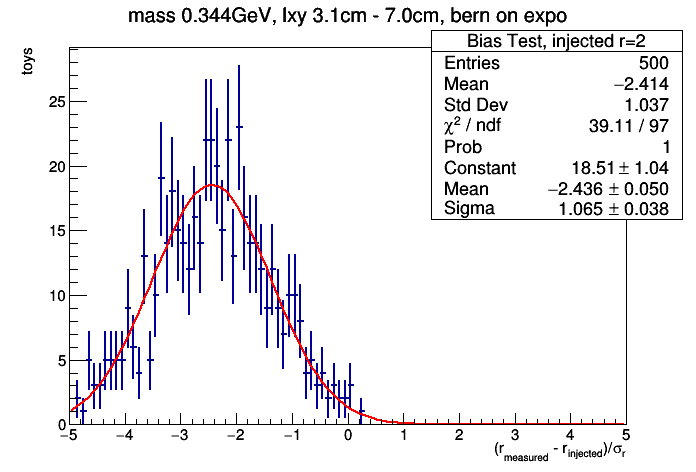 mass 0.344GeV, lxy 3.1cm - 7.0cm, bern on expo
toys
Bias Test, injected r=2
Entries 500
Mean −2.414
Std Dev 1.037
χ² / ndf 39.11 / 97
Prob 1
Constant 18.51 ± 1.04
Mean −2.436 ± 0.050
Sigma 1.065 ± 0.038
25
20
15
10
5
0
−5 −4 −3 −2 −1 0 1 2 3 4 5
(r_measured - r_injected)/σ_r